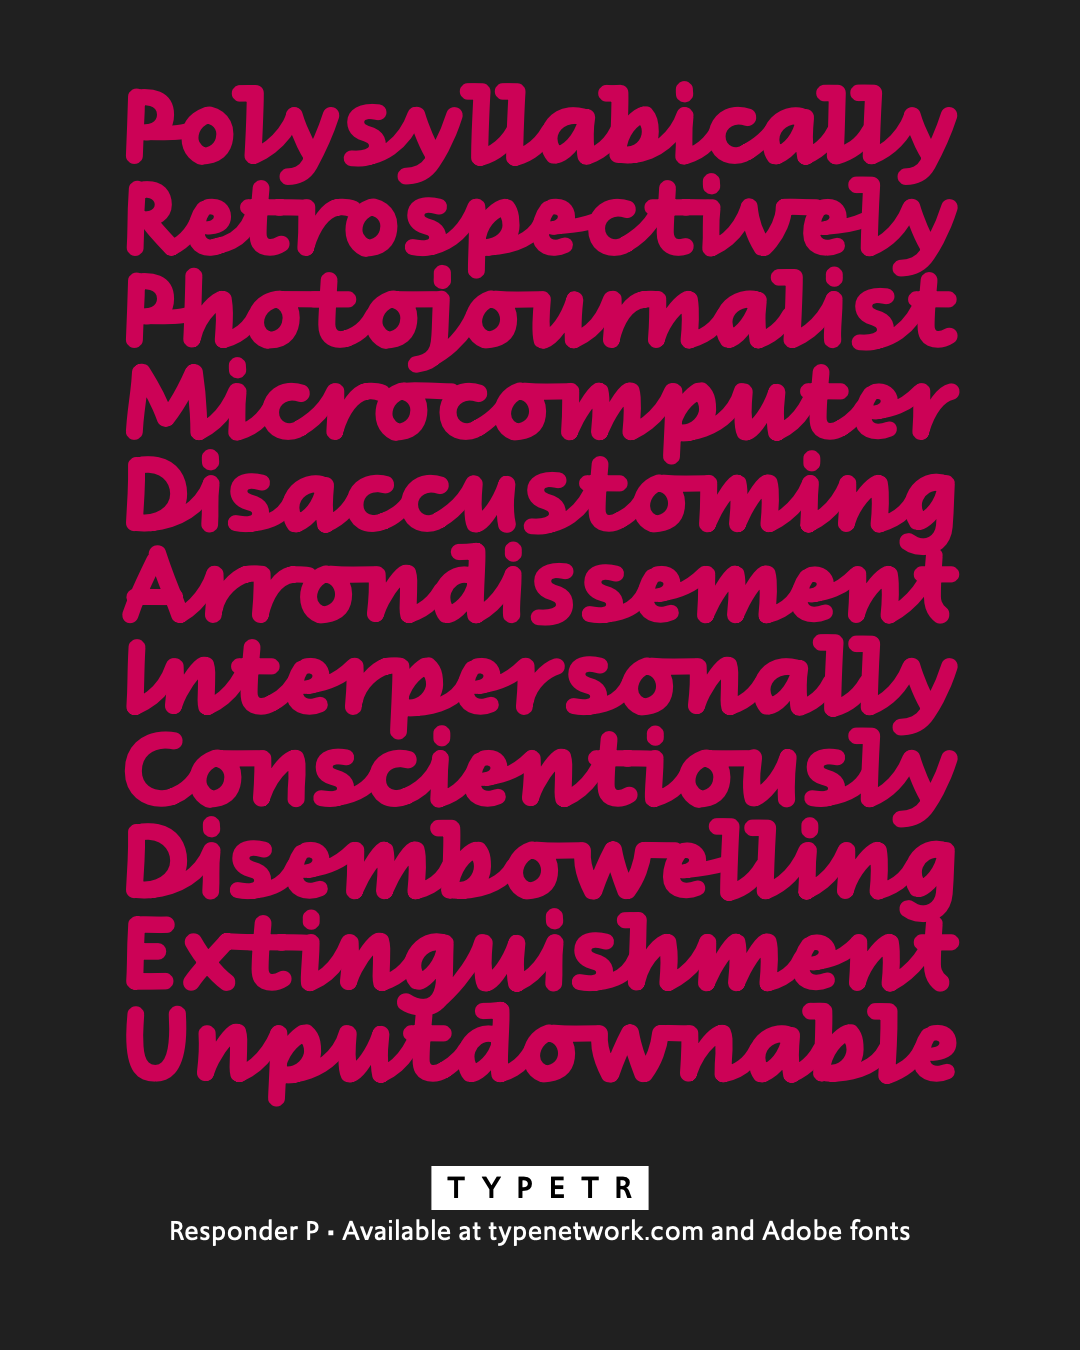 Polysyllabically
Retrospectively
Photojournalist
Microcomputer
Disaccustoming
Arrondissement
Interpersonally
Conscientiously
Disembowelling
Extinguishment
Unputdownable
TYPETR
Responder P ▪ Available at typenetwork.com and Adobe fonts